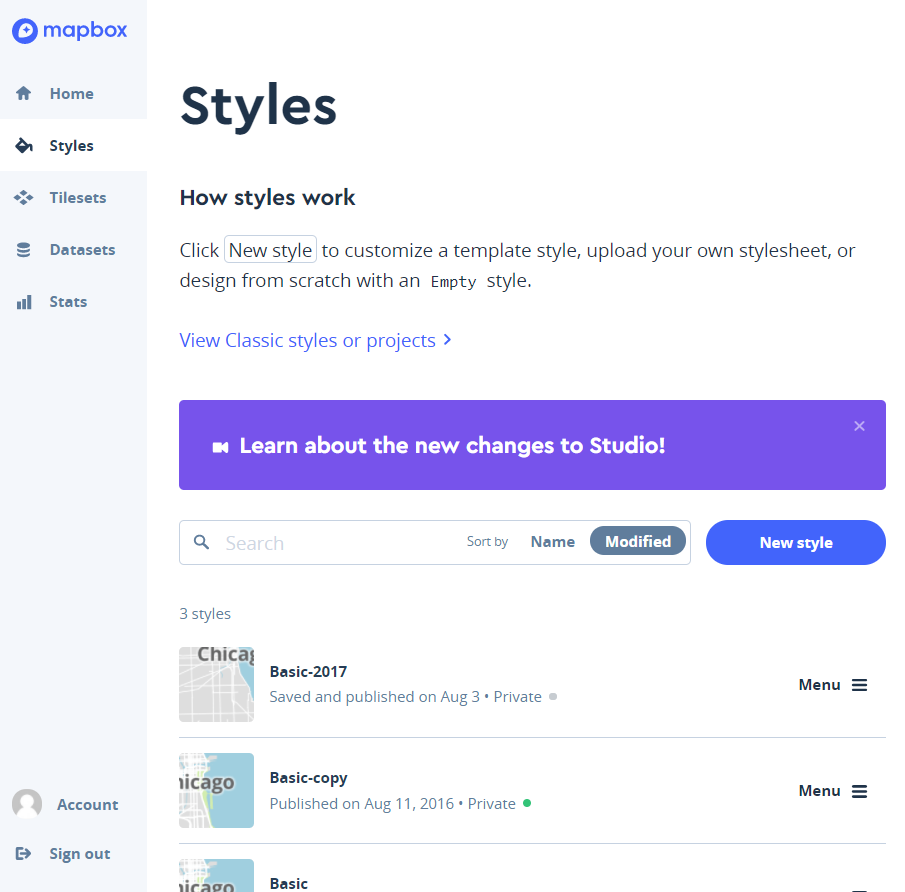 mapbox
Home
Styles
Tilesets
Datasets
Stats
Account
Sign out
Styles
How styles work
Click New style to customize a template style, upload your own stylesheet, or
design from scratch with an Empty style.
View Classic styles or projects
Learn about the new changes to Studio!
Search Sort by Name Modified New style
3 styles
Chicag
Basic-2017
Saved and published on Aug 3 • Private
Menu
hicago
Basic-copy
Published on Aug 11, 2016 • Private
Menu
hicago
Basic